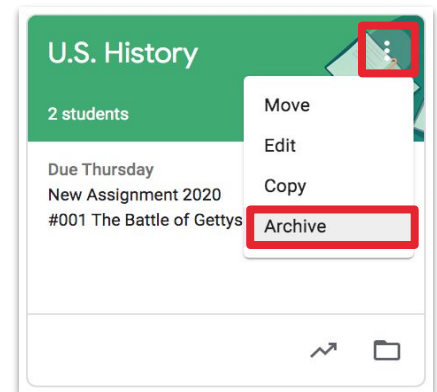 U.S. History
2 students
Move
Edit
Copy
Archive
Due Thursday
New Assignment 2020
#001 The Battle of Gettys